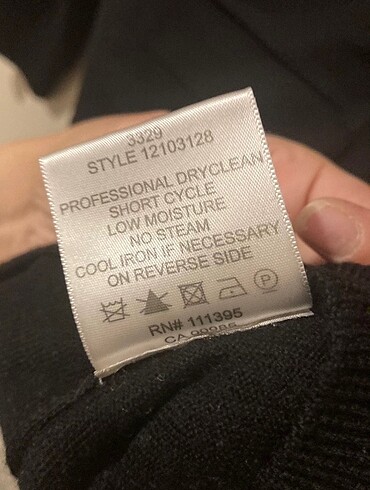 3329
STYLE 12103128
PROFESSIONAL DRYCLEAN
SHORT CYCLE
LOW MOISTURE
NO STEAM
COOL IRON IF NECESSARY
ON REVERSE SIDE
P
RN# 111395
CA